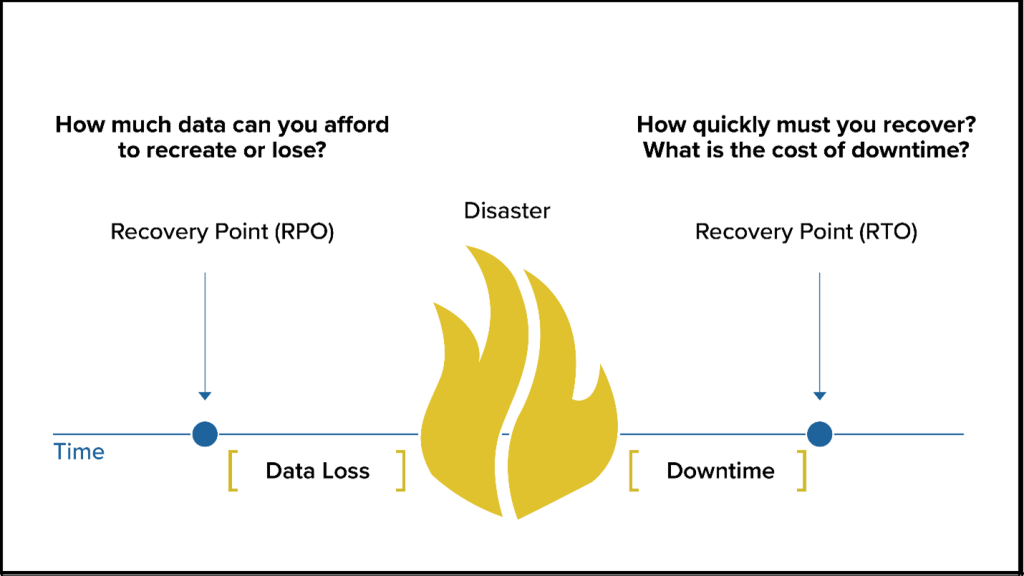 How much data can you afford
to recreate or lose?
How quickly must you recover?
What is the cost of downtime?
Disaster
Recovery Point (RPO)
Recovery Point (RTO)
Time
[ Data Loss ]
[ Downtime ]